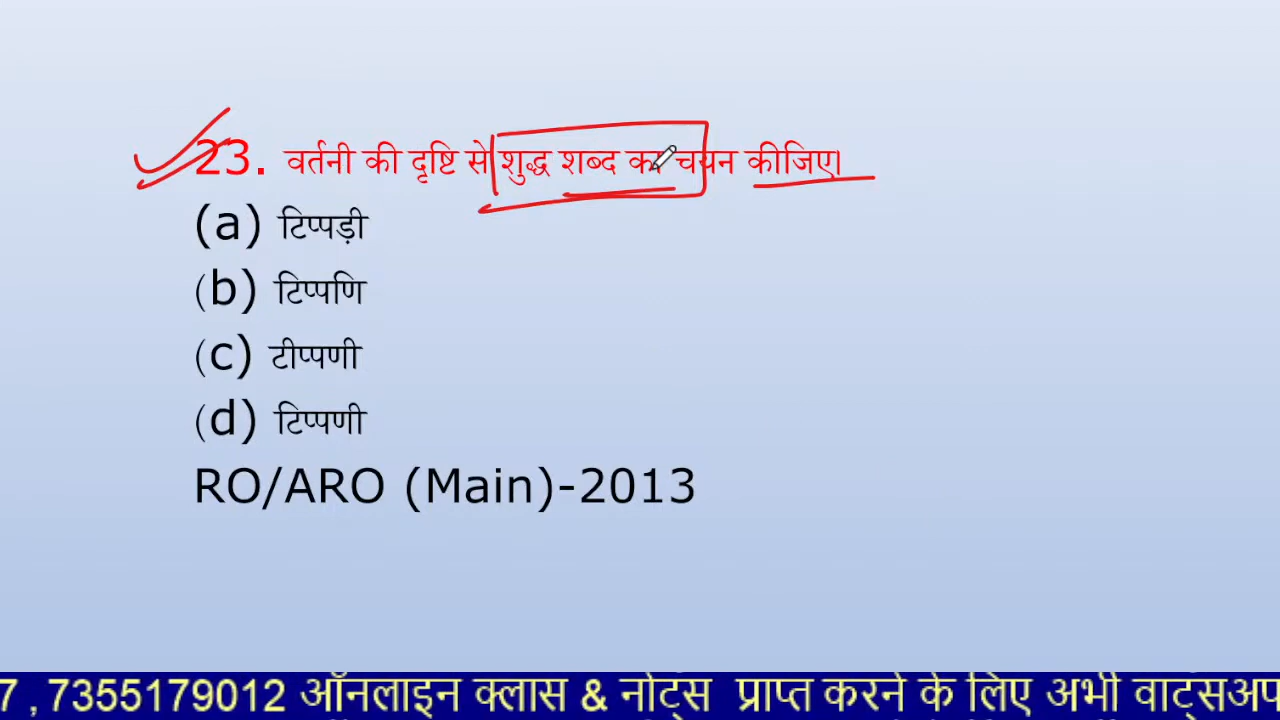 23. वर्तनी की दृष्टि से शुद्ध शब्द का चयन कीजिए।
(a) टिप्पड़ी
(b) टिप्पणि
(c) टीप्पणी
(d) टिप्पणी
RO/ARO (Main)-2013
7 , 7355179012 ऑनलाइन क्लास & नोट्स प्राप्त करने के लिए अभी वाट्सअप